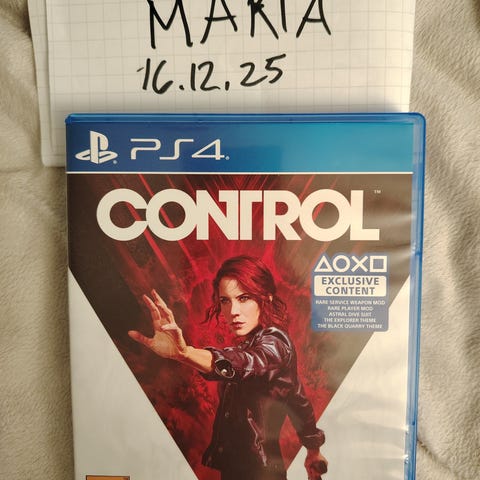 MARIA
16.12.25
PS4
CONTROL™
EXCLUSIVE
CONTENT
RARE SERVICE WEAPON MOD
RARE PLAYER MOD
ASTRAL DIVE SUIT
THE EXPLORER THEME
THE BLACK QUARRY THEME